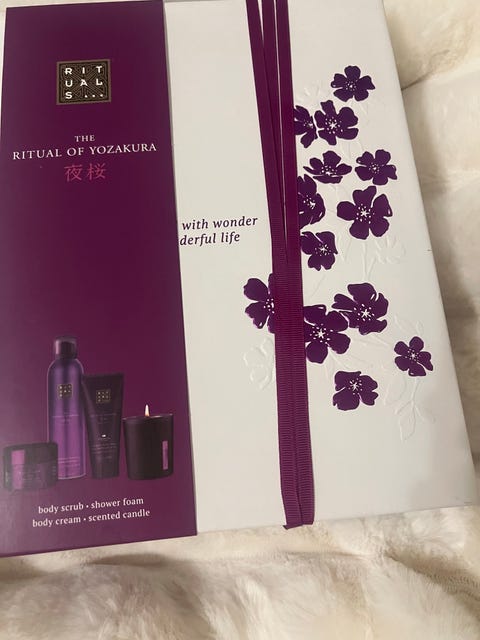 RIT
UAL
S...
THE
RITUAL OF YOZAKURA
夜桜
with wonder
derful life
body scrub • shower foam
body cream • scented candle